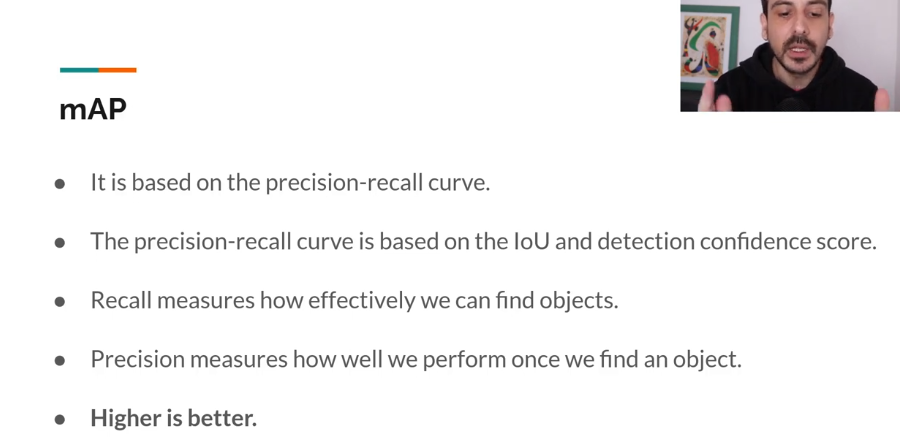 mAP
● It is based on the precision-recall curve.
● The precision-recall curve is based on the IoU and detection confidence score.
● Recall measures how effectively we can find objects.
● Precision measures how well we perform once we find an object.
● Higher is better.